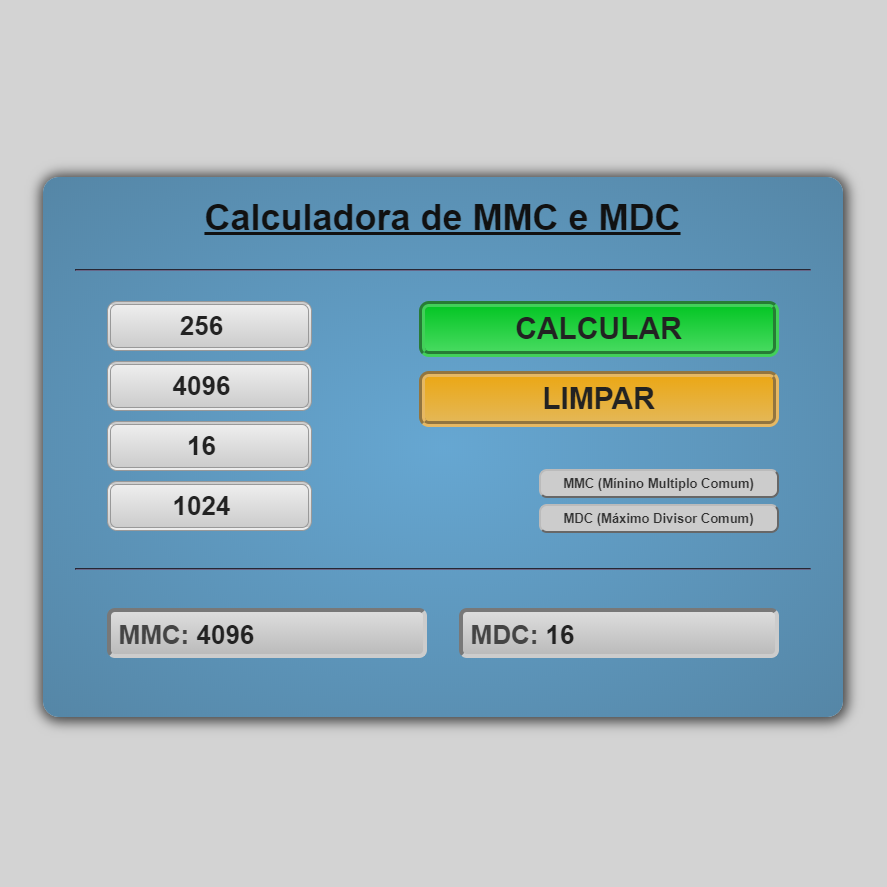 Calculadora de MMC e MDC
256
4096
16
1024
CALCULAR
LIMPAR
MMC (Mínino Multiplo Comum)
MDC (Máximo Divisor Comum)
MMC: 4096
MDC: 16